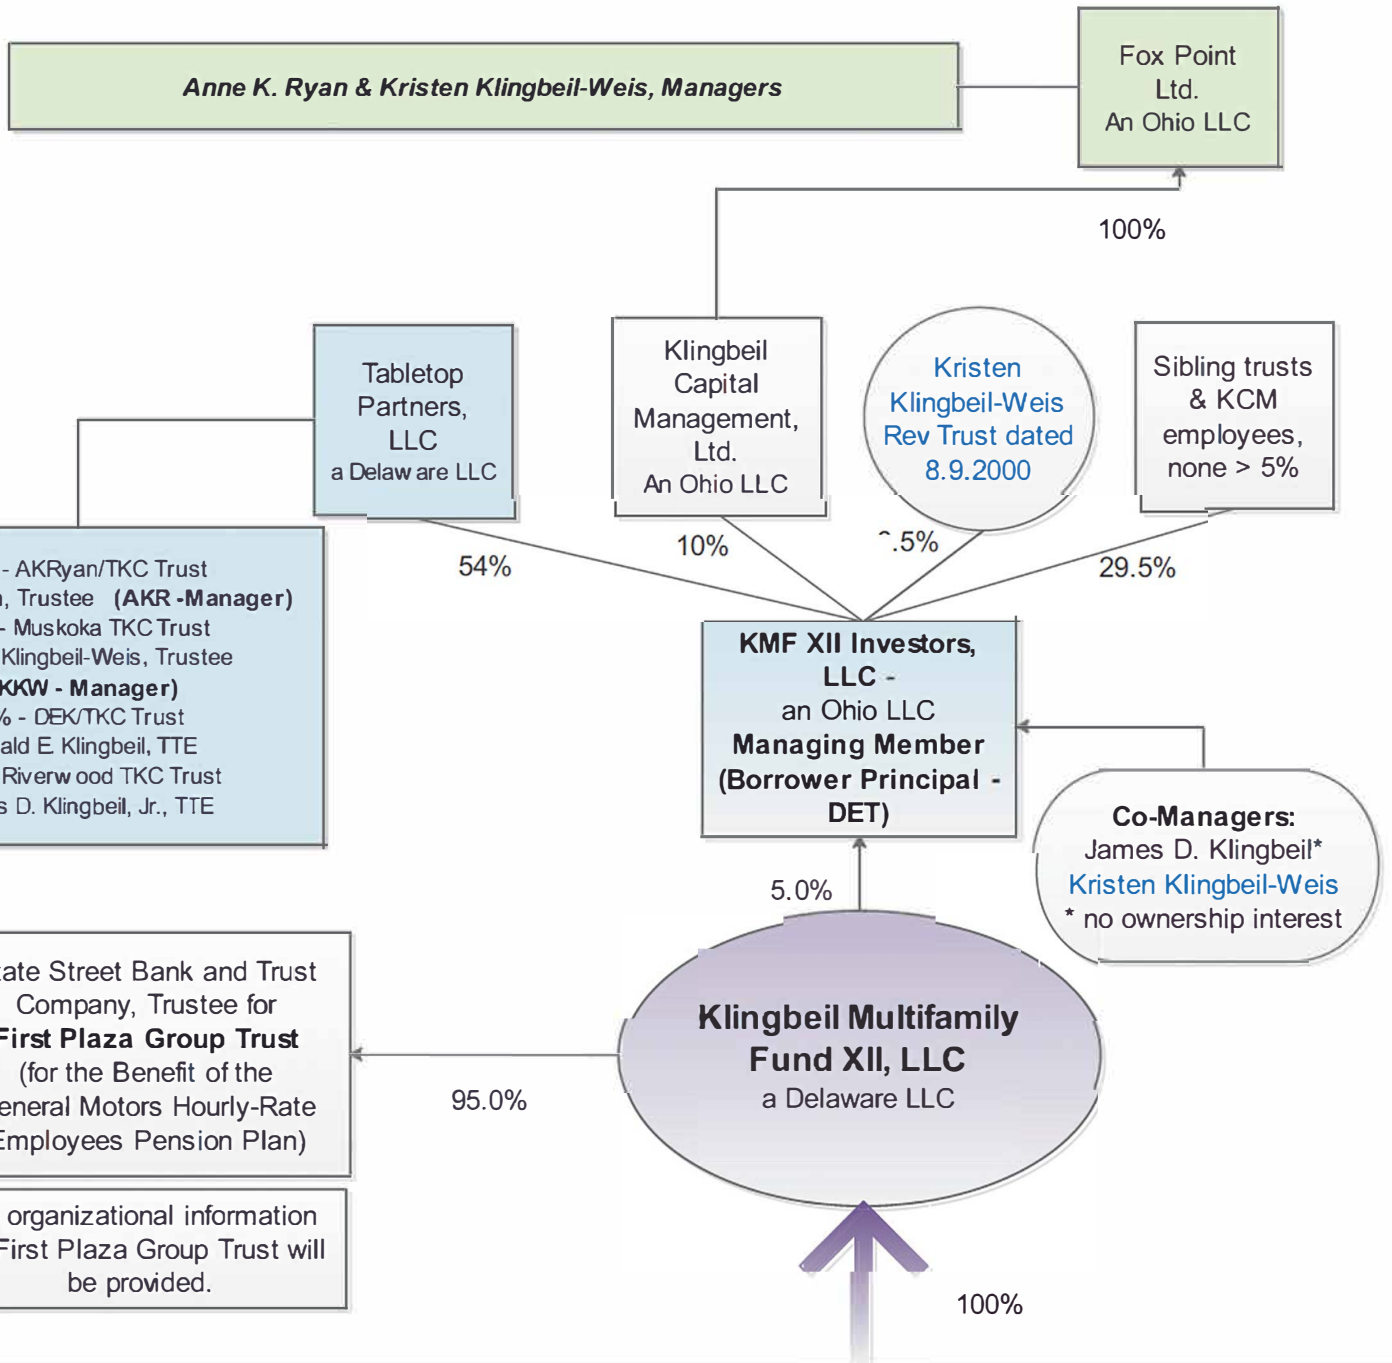 Anne K. Ryan & Kristen Klingbeil-Weis, Managers
Fox Point
Ltd.
An Ohio LLC
100%
Tabletop
Partners,
LLC
a Delaware LLC
Klingbeil
Capital
Management,
Ltd.
An Ohio LLC
Kristen
Klingbeil-Weis
Rev Trust dated
8.9.2000
Sibling trusts
& KCM
employees,
none > 5%
54%
10%
.5%
29.5%
- AKRyan/TKC Trust
Trustee (AKR -Manager)
- Muskoka TKC Trust
Klingbeil-Weis, Trustee
KKW - Manager)
% - DEK/TKC Trust
E. Klingbeil, TTE
Riverwood TKC Trust
D. Klingbeil, Jr., TTE
KMF XII Investors,
LLC -
an Ohio LLC
Managing Member
(Borrower Principal -
DET)
Co-Managers:
James D. Klingbeil*
Kristen Klingbeil-Weis
* no ownership interest
5.0%
Street Bank and Trust
Company, Trustee for
First Plaza Group Trust
(for the Benefit of the
Motors Hourly-Rate
Employees Pension Plan)
95.0%
Klingbeil Multifamily
Fund XII, LLC
a Delaware LLC
organizational information
First Plaza Group Trust will
be provided.
100%